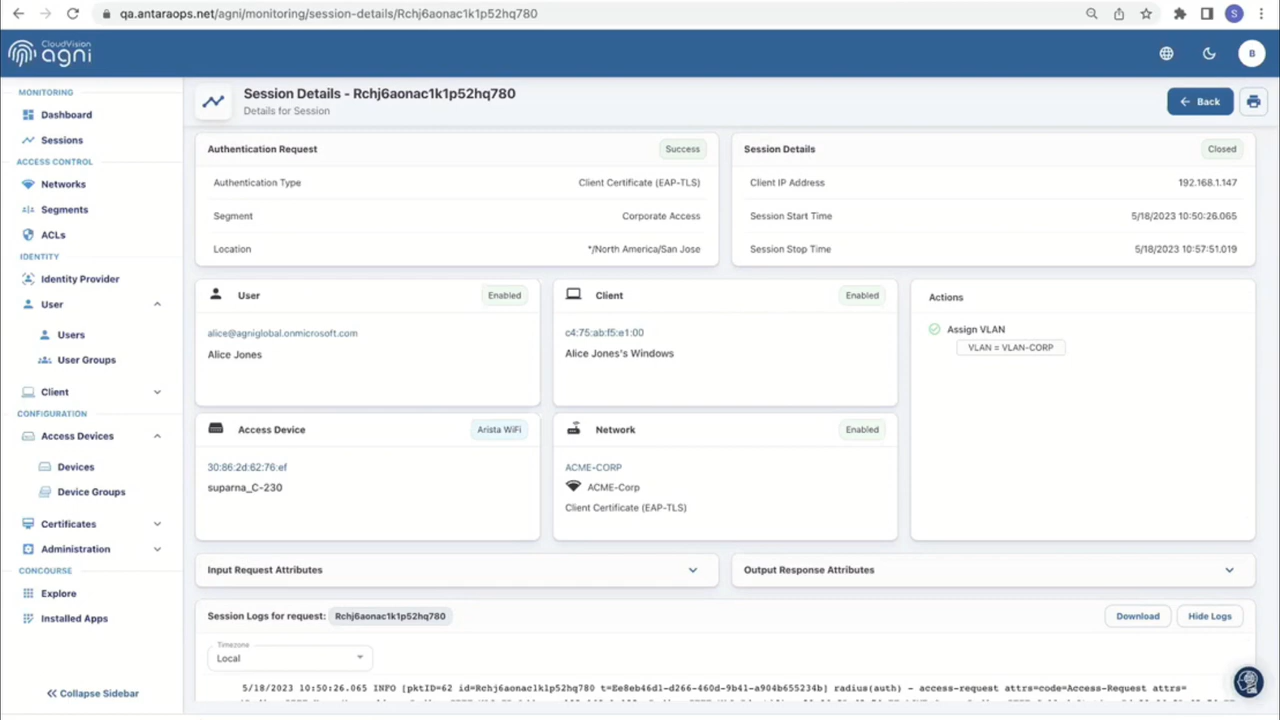 qa.antaraops.net/agni/monitoring/session-details/Rchj6aonac1k1p52hq780
S
CloudVision
agni
B
MONITORING
Dashboard
Sessions
ACCESS CONTROL
Networks
Segments
ACLs
IDENTITY
Identity Provider
User
Users
User Groups
Client
CONFIGURATION
Access Devices
Devices
Device Groups
Certificates
Administration
CONCOURSE
Explore
Installed Apps
Collapse Sidebar
Session Details - Rchj6aonac1k1p52hq780
Details for Session
Back
Authentication Request Success
Authentication Type Client Certificate (EAP-TLS)
Segment Corporate Access
Location */North America/San Jose
Session Details Closed
Client IP Address 192.168.1.147
Session Start Time 5/18/2023 10:50:26.065
Session Stop Time 5/18/2023 10:57:51.019
User Enabled
alice@agniglobal.onmicrosoft.com
Alice Jones
Client Enabled
c4:75:ab:f5:e1:00
Alice Jones's Windows
Actions
Assign VLAN
VLAN = VLAN-CORP
Access Device Arista WiFi
30:86:2d:62:76:ef
suparna_C-230
Network Enabled
ACME-CORP
ACME-Corp
Client Certificate (EAP-TLS)
Input Request Attributes
Output Response Attributes
Session Logs for request: Rchj6aonac1k1p52hq780
Download Hide Logs
Timezone
Local
5/18/2023 10:50:26.065 INFO [pktID=62 id=Rchj6aonac1k1p52hq780 t=Ee8eb46d1-d266-460d-9b41-a904b655234b] radius(auth) - access-request attrs=code=Access-Request attrs=